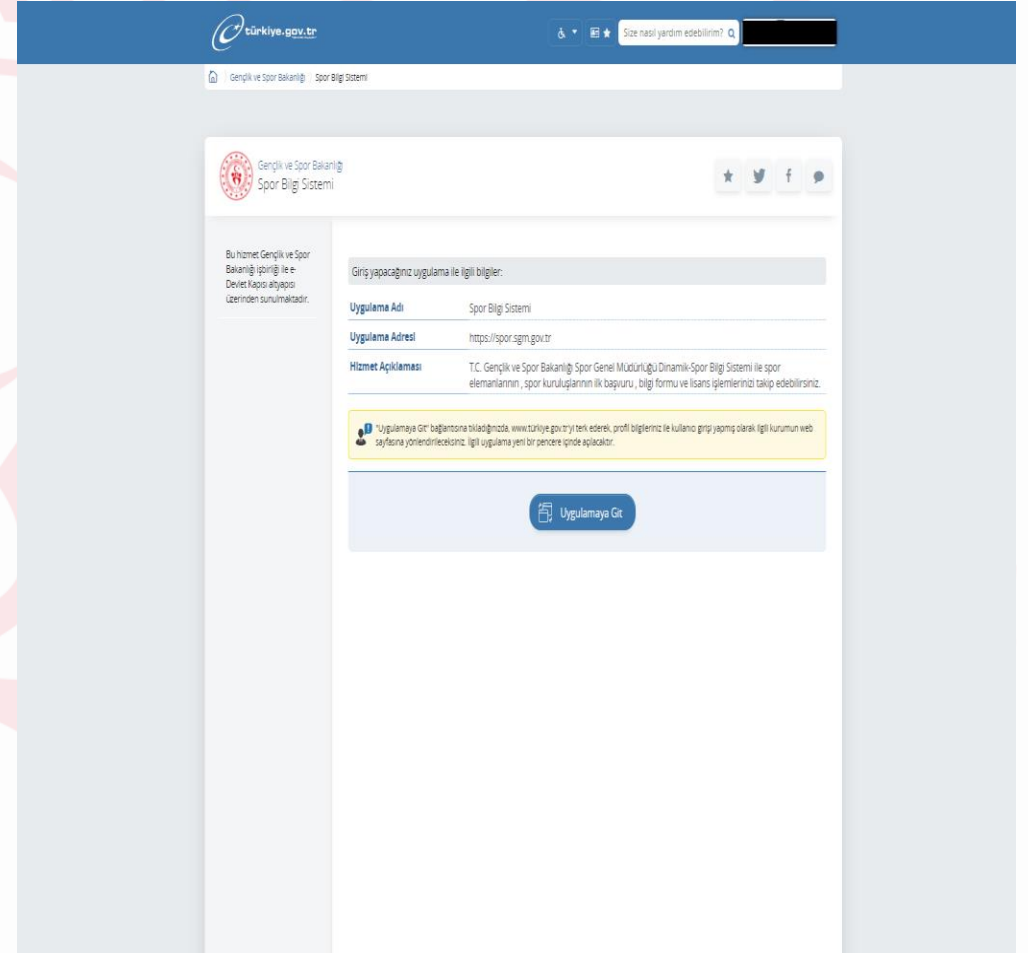 türkiye.gov.tr
Size nasıl yardım edebilirim?
Gençlik ve Spor Bakanlığı Spor Bilgi Sistemi
Gençlik ve Spor Bakanlığı
Spor Bilgi Sistemi
Bu hizmet Gençlik ve Spor
Bakanlığı işbirliği ile e-
Devlet Kapısı altyapısı
üzerinden sunulmaktadır.
Giriş yapacağınız uygulama ile ilgili bilgiler:
Uygulama Adı Spor Bilgi Sistemi
Uygulama Adresi https://spor.sgm.gov.tr
Hizmet Açıklaması T.C. Gençlik ve Spor Bakanlığı Spor Genel Müdürlüğü Dinamik-Spor Bilgi Sistemi ile spor
elemanlarının , spor kuruluşlarının ilk başvuru , bilgi formu ve lisans işlemlerinizi takip edebilirsiniz.
"Uygulamaya Git" bağlantısına tıkladığınızda, www.türkiye.gov.tr'yi terk ederek, profil bilgileriniz ile kullanıcı girişi yapmış olarak ilgili kurumun web
sayfasına yönlendirileceksiniz. İlgili uygulama yeni bir pencere içinde açılacaktır.
Uygulamaya Git